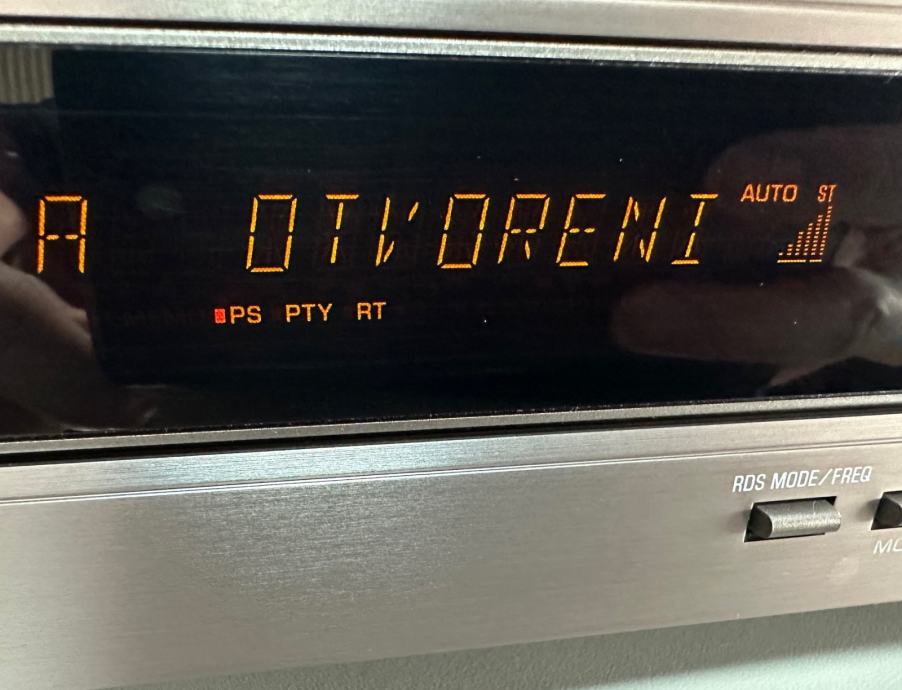 A OTVORENI AUTO ST
PS PTY RT
RDS MODE/FREQ